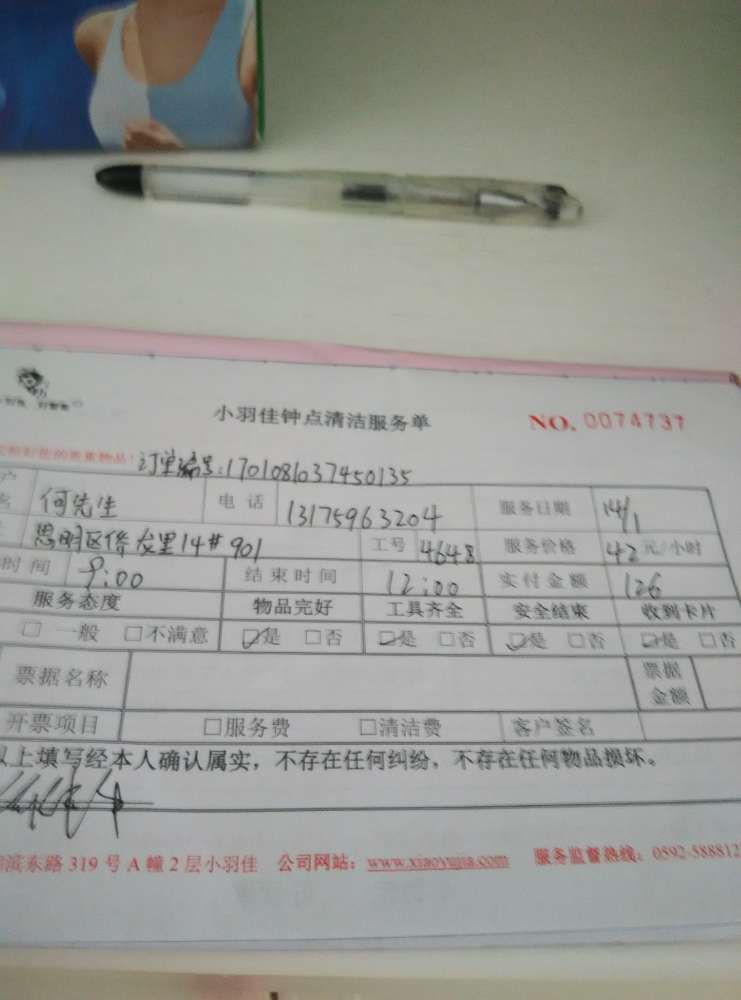 小羽佳钟点清洁服务单 NO. 0074737
订单编号:1701081037450135
名 何先生 电话 13175963204 服务日期 14/1
思明区侨龙里14#901 工号 4648 服务价格 42元/小时
时间 9:00 结束时间 12:00 实付金额 126
服务态度 物品完好 工具齐全 安全结束 收到卡片
□一般 □不满意 ☑是 □否 ☑是 □否 ☑是 □否 ☑是 □否
票据名称 票据金额
开票项目 □服务费 □清洁费 客户签名
以上填写经本人确认属实，不存在任何纠纷，不存在任何物品损坏。
滨东路 319 号 A 幢 2 层小羽佳 公司网站：www.xiaoyujia.com 服务监督热线：0592-588812